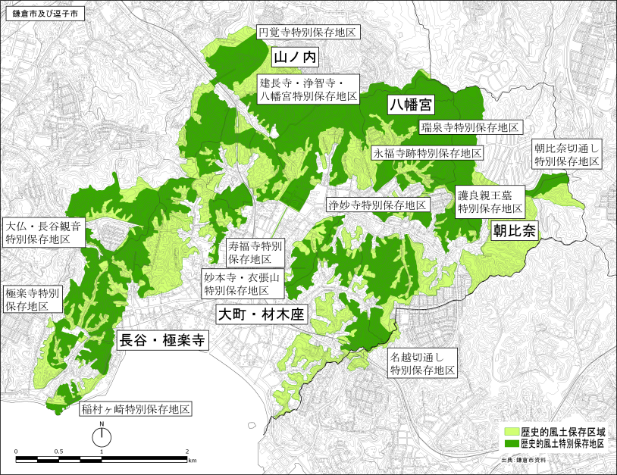 鎌倉市及び逗子市
円覚寺特別保存地区
山ノ内
建長寺・浄智寺・
八幡宮特別保存地区
八幡宮
瑞泉寺特別保存地区
永福寺跡特別保存地区
朝比奈切通し
特別保存地区
浄妙寺特別保存地区
護良親王墓
特別保存地区
朝比奈
大仏・長谷観音
特別保存地区
寿福寺特別
保存地区
妙本寺・衣張山
特別保存地区
極楽寺特別
保存地区
大町・材木座
長谷・極楽寺
名越切通し
特別保存地区
稲村ヶ崎特別保存地区
歴史的風土保存区域
歴史的風土特別保存地区
出典:鎌倉市資料
N
0 0.5 1 2
km